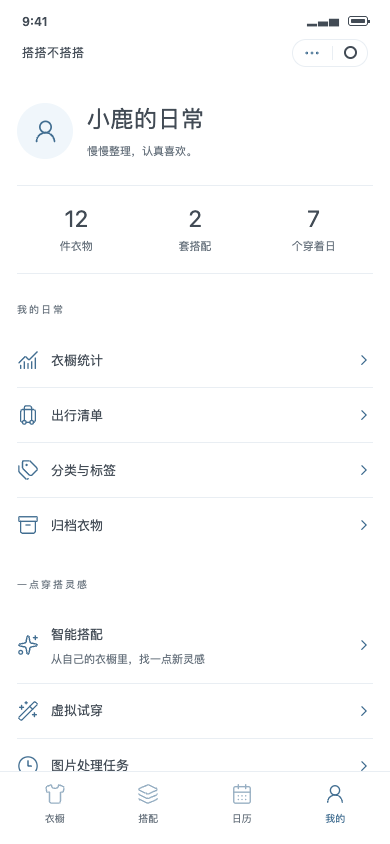 9:41
搭搭不搭搭
小鹿的日常
慢慢整理，认真喜欢。
12
2
7
件衣物
套搭配
个穿着日
我的日常
衣橱统计
出行清单
分类与标签
归档衣物
一点穿搭灵感
智能搭配
从自己的衣橱里，找一点新灵感
虚拟试穿
图片处理任务
衣橱
搭配
日历
我的